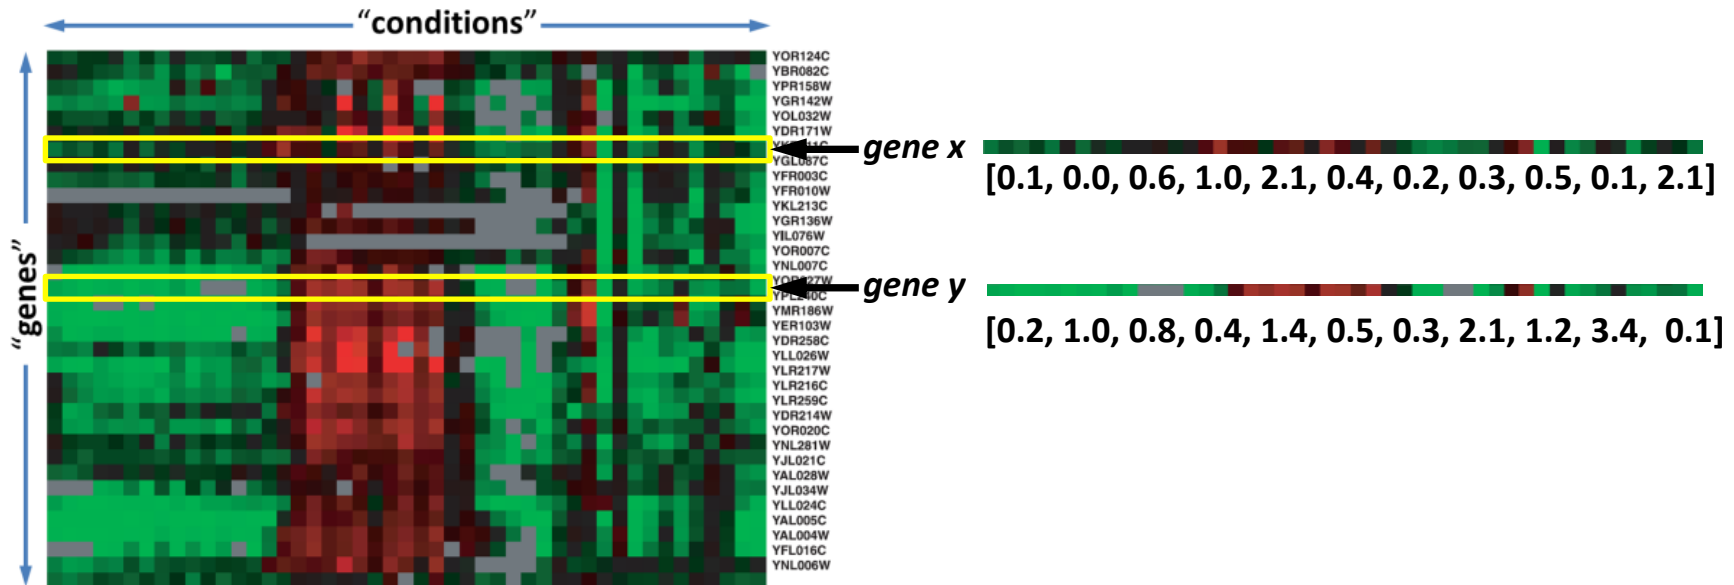 “conditions”
“genes”
YOR124C
YBR082C
YPR158W
YGR142W
YOL032W
YDR171W
YGL087C
YFR003C
YFR010W
YKL213C
YGR136W
YIL076W
YOR007C
YNL007C
YMR186W
YER103W
YDR258C
YLL026W
YLR217W
YLR216C
YLR259C
YDR214W
YOR020C
YNL281W
YJL021C
YAL028W
YJL034W
YLL024C
YAL005C
YAL004W
YFL016C
YNL006W
gene x
[0.1, 0.0, 0.6, 1.0, 2.1, 0.4, 0.2, 0.3, 0.5, 0.1, 2.1]
gene y
[0.2, 1.0, 0.8, 0.4, 1.4, 0.5, 0.3, 2.1, 1.2, 3.4, 0.1]